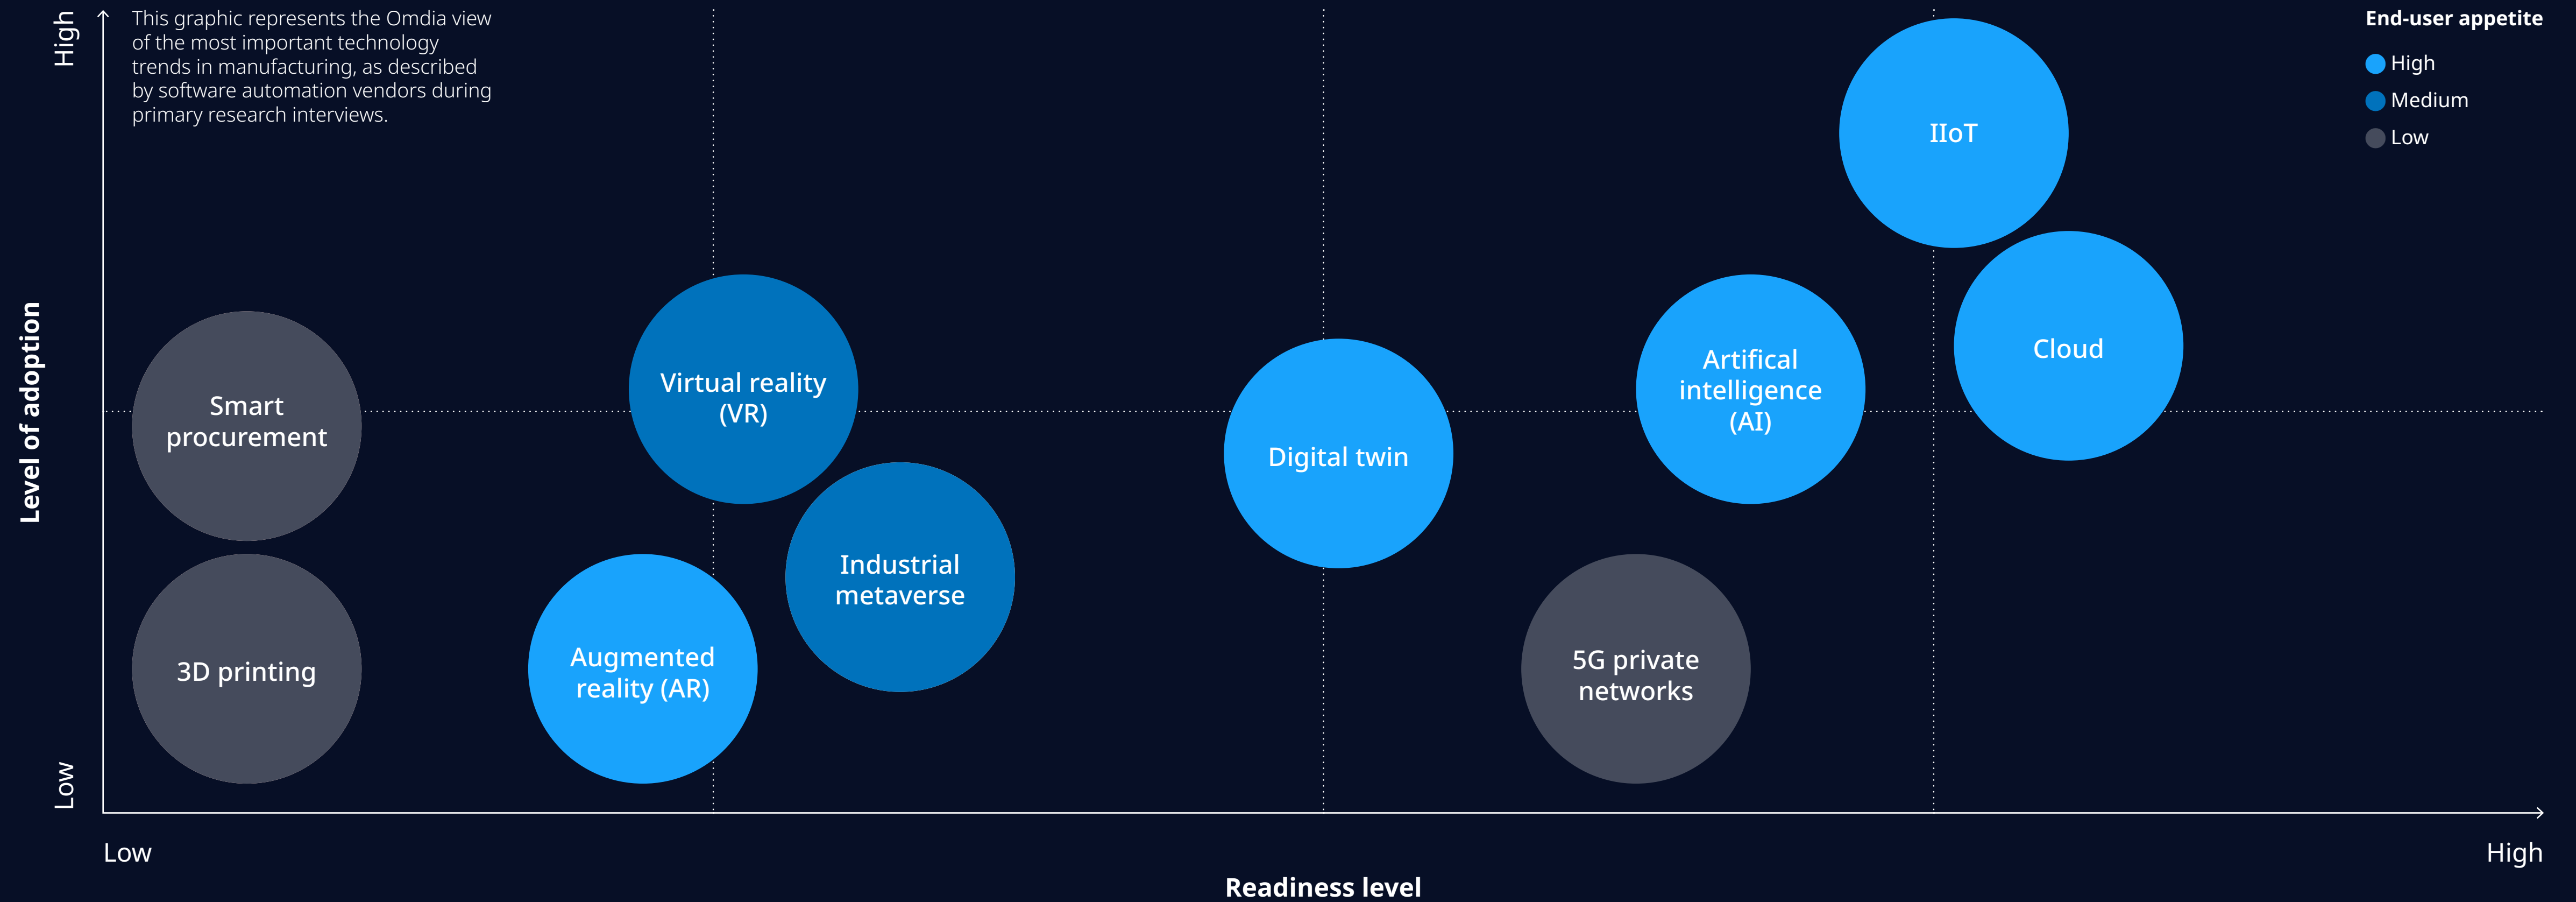 High
This graphic represents the Omdia view
of the most important technology
trends in manufacturing, as described
by software automation vendors during
primary research interviews.
End-user appetite
High
Medium
Low
IIoT
Cloud
Artifical
intelligence
(AI)
Virtual reality
(VR)
Smart
procurement
Digital twin
Industrial
metaverse
Augmented
reality (AR)
3D printing
5G private
networks
Level of adoption
Low
Low
High
Readiness level